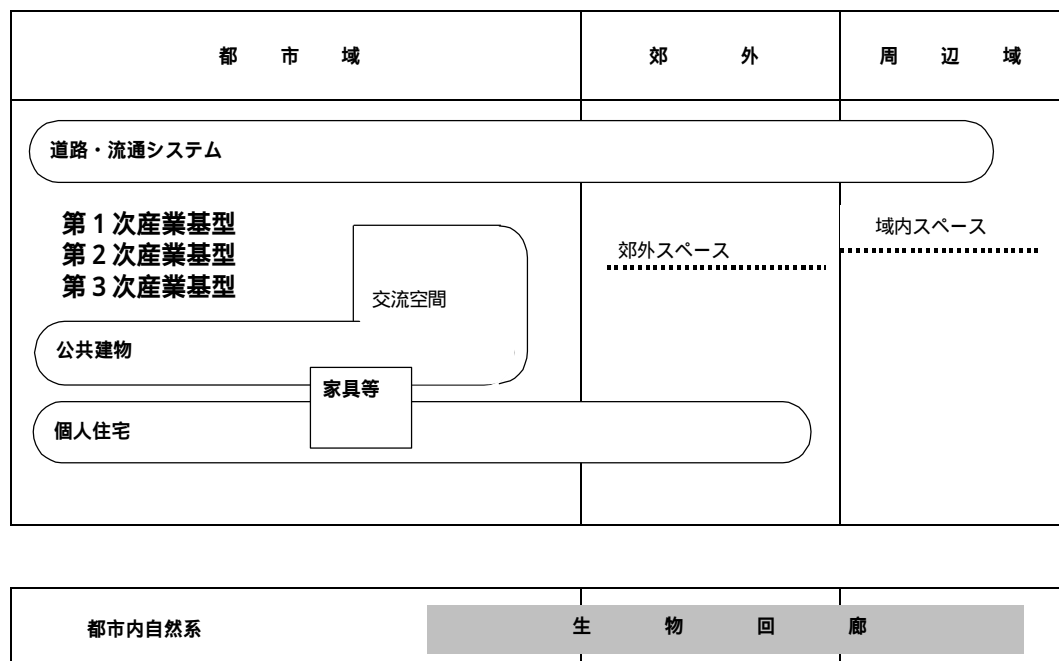 都市域
郊外
周辺域
道路・流通システム
第1次産業基型
第2次産業基型
第3次産業基型
交流空間
郊外スペース
域内スペース
公共建物
家具等
個人住宅
都市内自然系
生物回廊